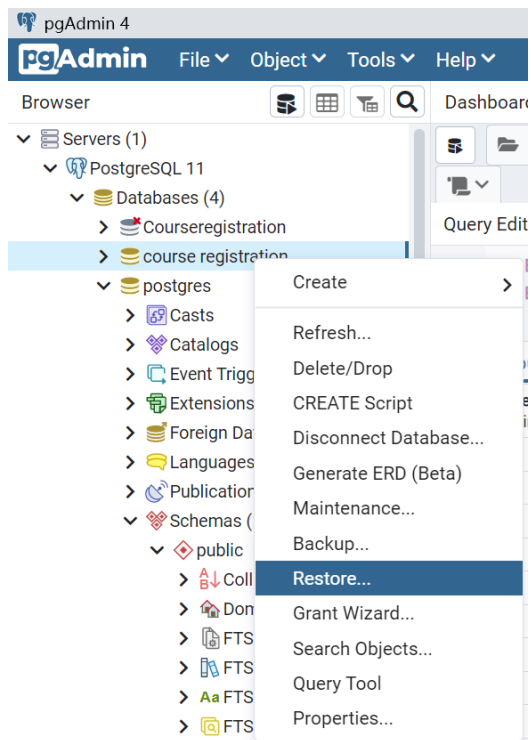 pgAdmin 4
pgAdmin File Object Tools Help
Browser
Dashboar
Servers (1)
PostgreSQL 11
Databases (4)
Courseregistration
Query Edit
course registration
postgres
Casts
Catalogs
Event Trigg
Extensions
Foreign Da
Languages
Publication
Schemas (
public
Coll
Dom
FTS
FTS
Aa FTS
FTS
Create
Refresh...
Delete/Drop
CREATE Script
Disconnect Database...
Generate ERD (Beta)
Maintenance...
Backup...
Restore...
Grant Wizard...
Search Objects...
Query Tool
Properties...